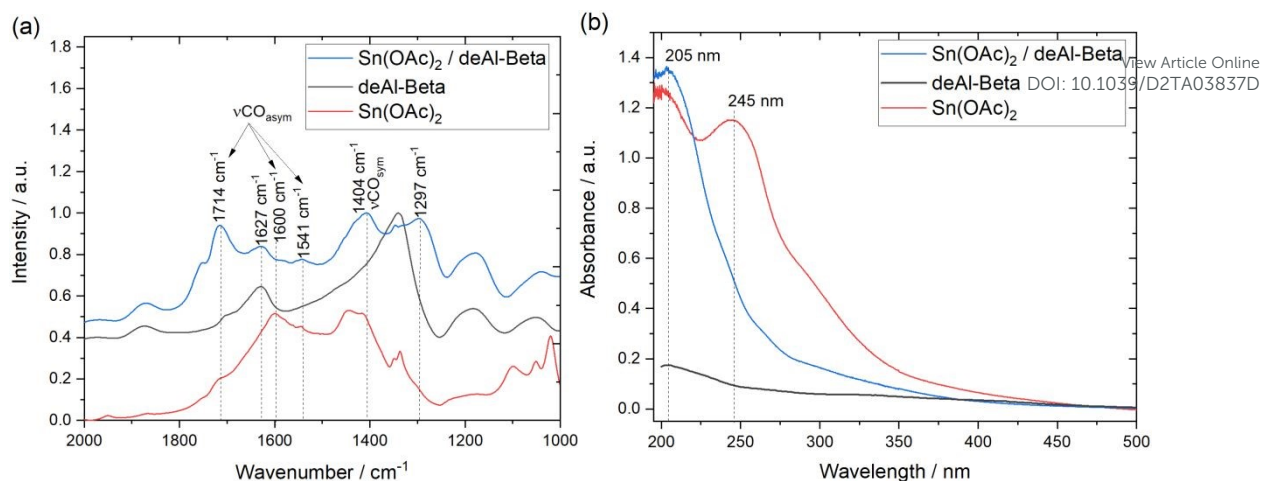 (a)
Sn(OAc)2 / deAl-Beta
deAl-Beta
Sn(OAc)2
νCOasym
1714 cm-1
1627 cm-1
1600 cm-1
1541 cm-1
1404 cm-1
νCOsym
1297 cm-1
Intensity / a.u.
1.8
1.6
1.4
1.2
1.0
0.8
0.6
0.4
0.2
0.0
2000
1800
1600
1400
1200
1000
Wavenumber / cm-1
(b)
Sn(OAc)2 / deAl-Beta
deAl-Beta
Sn(OAc)2
205 nm
245 nm
Absorbance / a.u.
1.4
1.2
1.0
0.8
0.6
0.4
0.2
0.0
200
250
300
350
400
450
500
Wavelength / nm
View Article Online
DOI: 10.1039/D2TA03837D